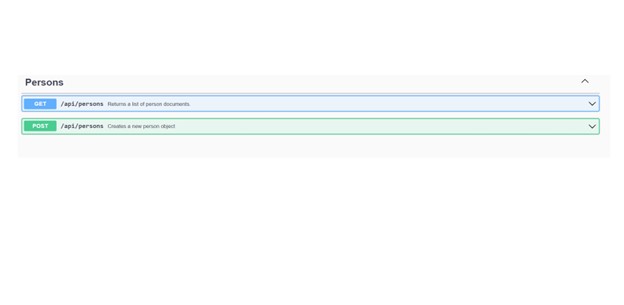 Persons
GET /api/persons Returns a list of person documents.
POST /api/persons Creates a new person object